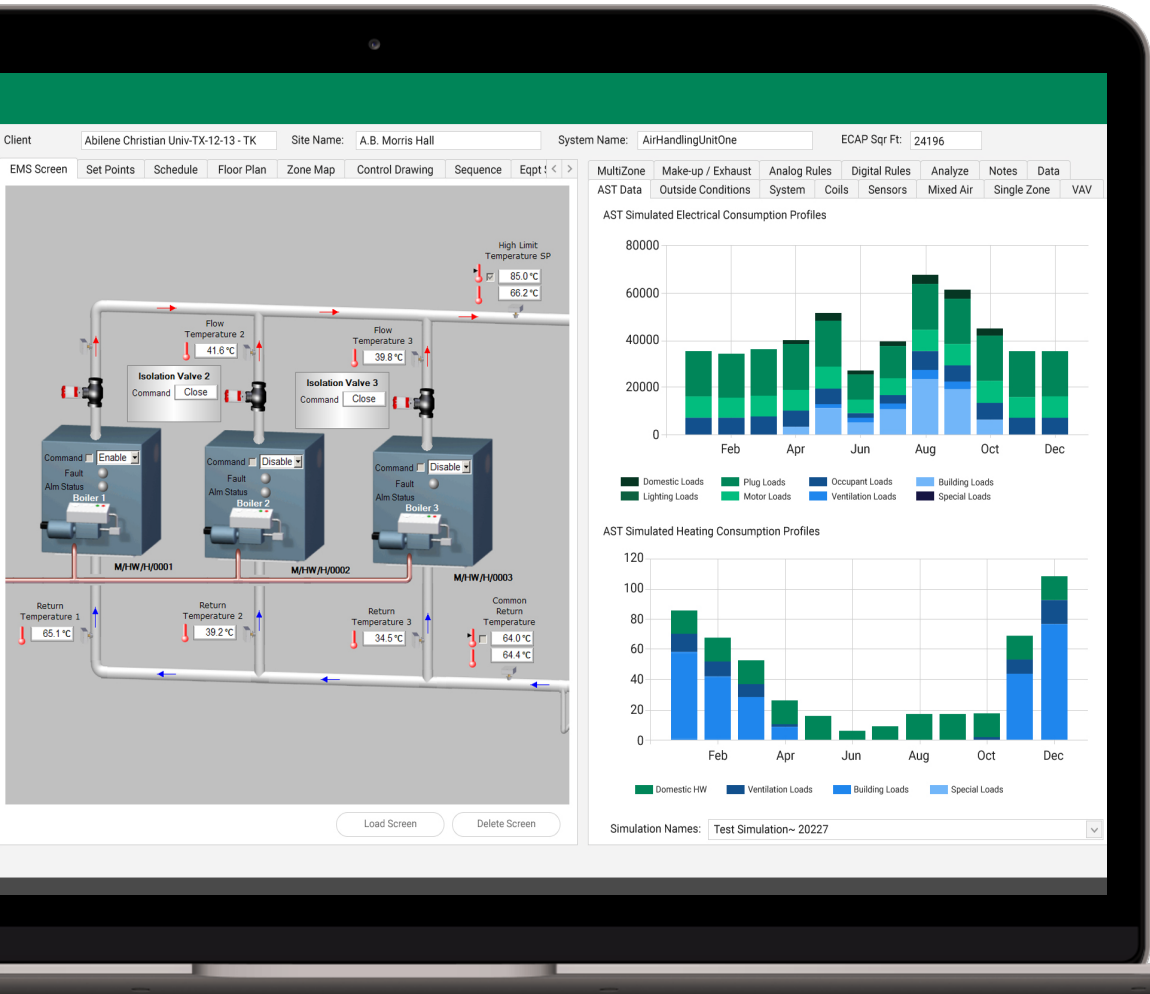 Client Abilene Christian Univ-TX-12-13 - TK Site Name: A.B. Morris Hall System Name: AirHandlingUnitOne ECAP Sqr Ft: 24196
EMS Screen Set Points Schedule Floor Plan Zone Map Control Drawing Sequence Eqpt
High Limit
Temperature SP
85.0 °C
66.2 °C
Flow
Temperature 2
41.6 °C
Flow
Temperature 3
39.8 °C
Isolation Valve 2
Command Close
Isolation Valve 3
Command Close
Command Enable
Fault
Alm Status
Boiler 1
M/HW/H/0001
Command Disable
Fault
Alm Status
Boiler 2
M/HW/H/0002
Command Disable
Fault
Alm Status
Boiler 3
M/HW/H/0003
Return
Temperature 1
65.1 °C
Return
Temperature 2
39.2 °C
Return
Temperature 3
34.5 °C
Common
Return
Temperature
64.0 °C
64.4 °C
Load Screen Delete Screen
MultiZone Make-up / Exhaust Analog Rules Digital Rules Analyze Notes Data
AST Data Outside Conditions System Coils Sensors Mixed Air Single Zone VAV
AST Simulated Electrical Consumption Profiles
80000
60000
40000
20000
0
Feb Apr Jun Aug Oct Dec
Domestic Loads Plug Loads Occupant Loads Building Loads
Lighting Loads Motor Loads Ventilation Loads Special Loads
AST Simulated Heating Consumption Profiles
120
100
80
60
40
20
0
Feb Apr Jun Aug Oct Dec
Domestic HW Ventilation Loads Building Loads Special Loads
Simulation Names: Test Simulation~ 20227